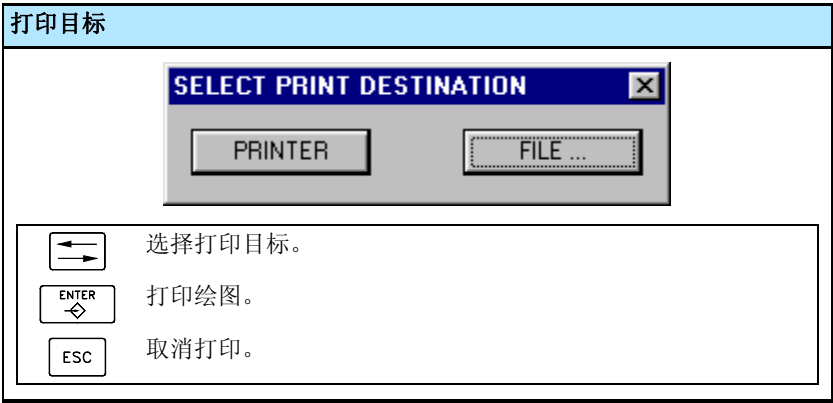 打印目标
SELECT PRINT DESTINATION
PRINTER
FILE ...
选择打印目标。
ENTER
打印绘图。
ESC
取消打印。